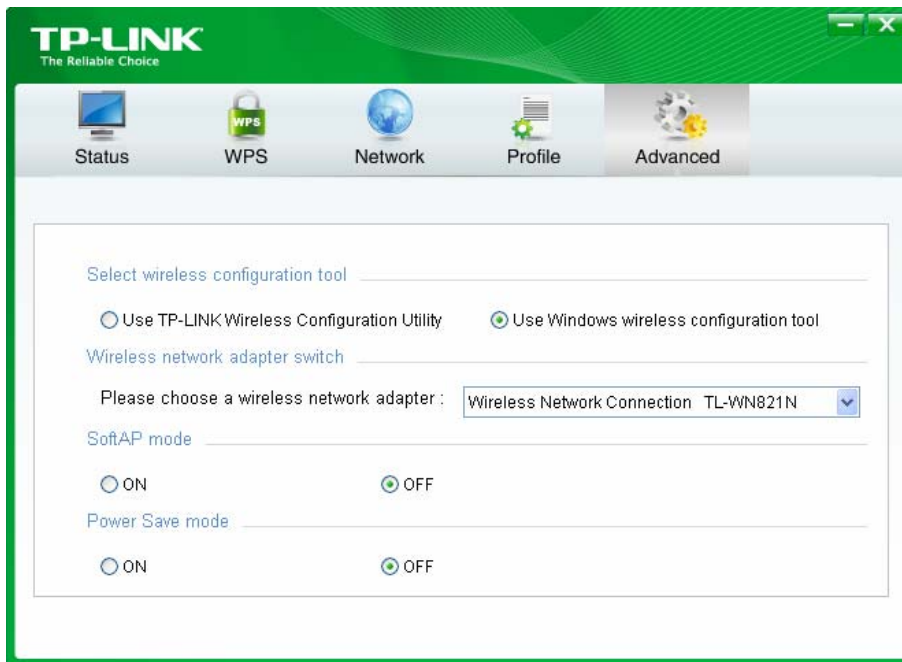 TP-LINK
The Reliable Choice
Status
WPS
WPS
Network
Profile
Advanced
Select wireless configuration tool
Use TP-LINK Wireless Configuration Utility
Use Windows wireless configuration tool
Wireless network adapter switch
Please choose a wireless network adapter :
Wireless Network Connection TL-WN821N
SoftAP mode
ON
OFF
Power Save mode
ON
OFF